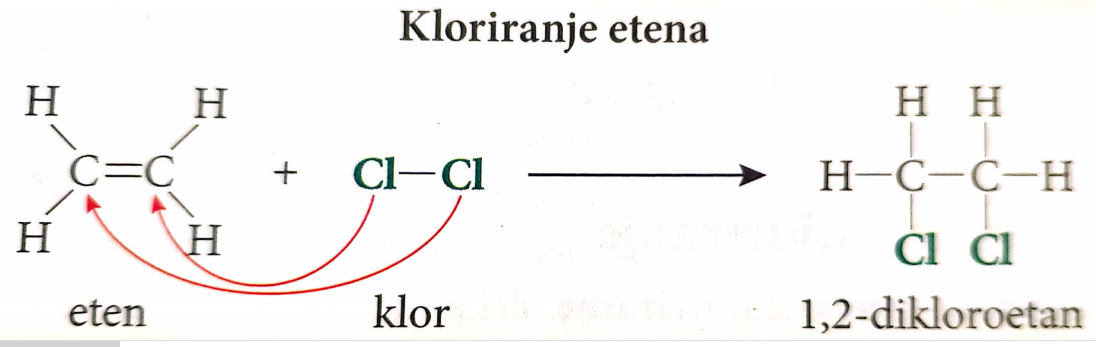 Kloriranje etena
H H H H
C=C + Cl—Cl H—C—C—H
H H Cl Cl
eten klor 1,2-dikloroetan